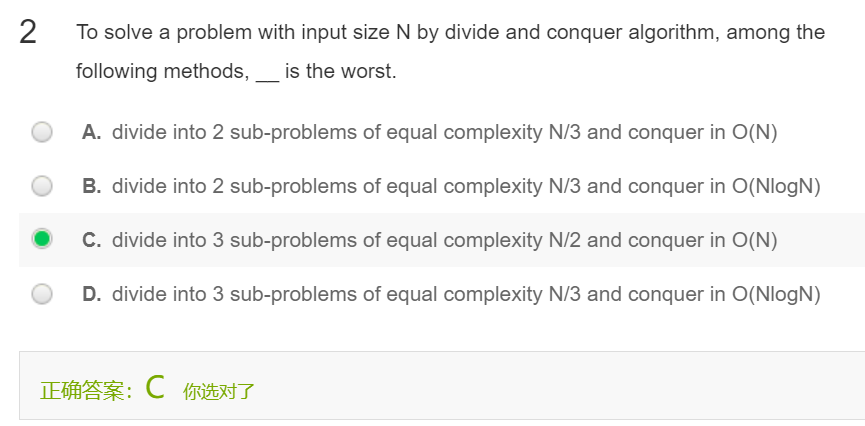 2 To solve a problem with input size N by divide and conquer algorithm, among the
following methods, __ is the worst.
A. divide into 2 sub-problems of equal complexity N/3 and conquer in O(N)
B. divide into 2 sub-problems of equal complexity N/3 and conquer in O(NlogN)
C. divide into 3 sub-problems of equal complexity N/2 and conquer in O(N)
D. divide into 3 sub-problems of equal complexity N/3 and conquer in O(NlogN)
正确答案：C 你选对了